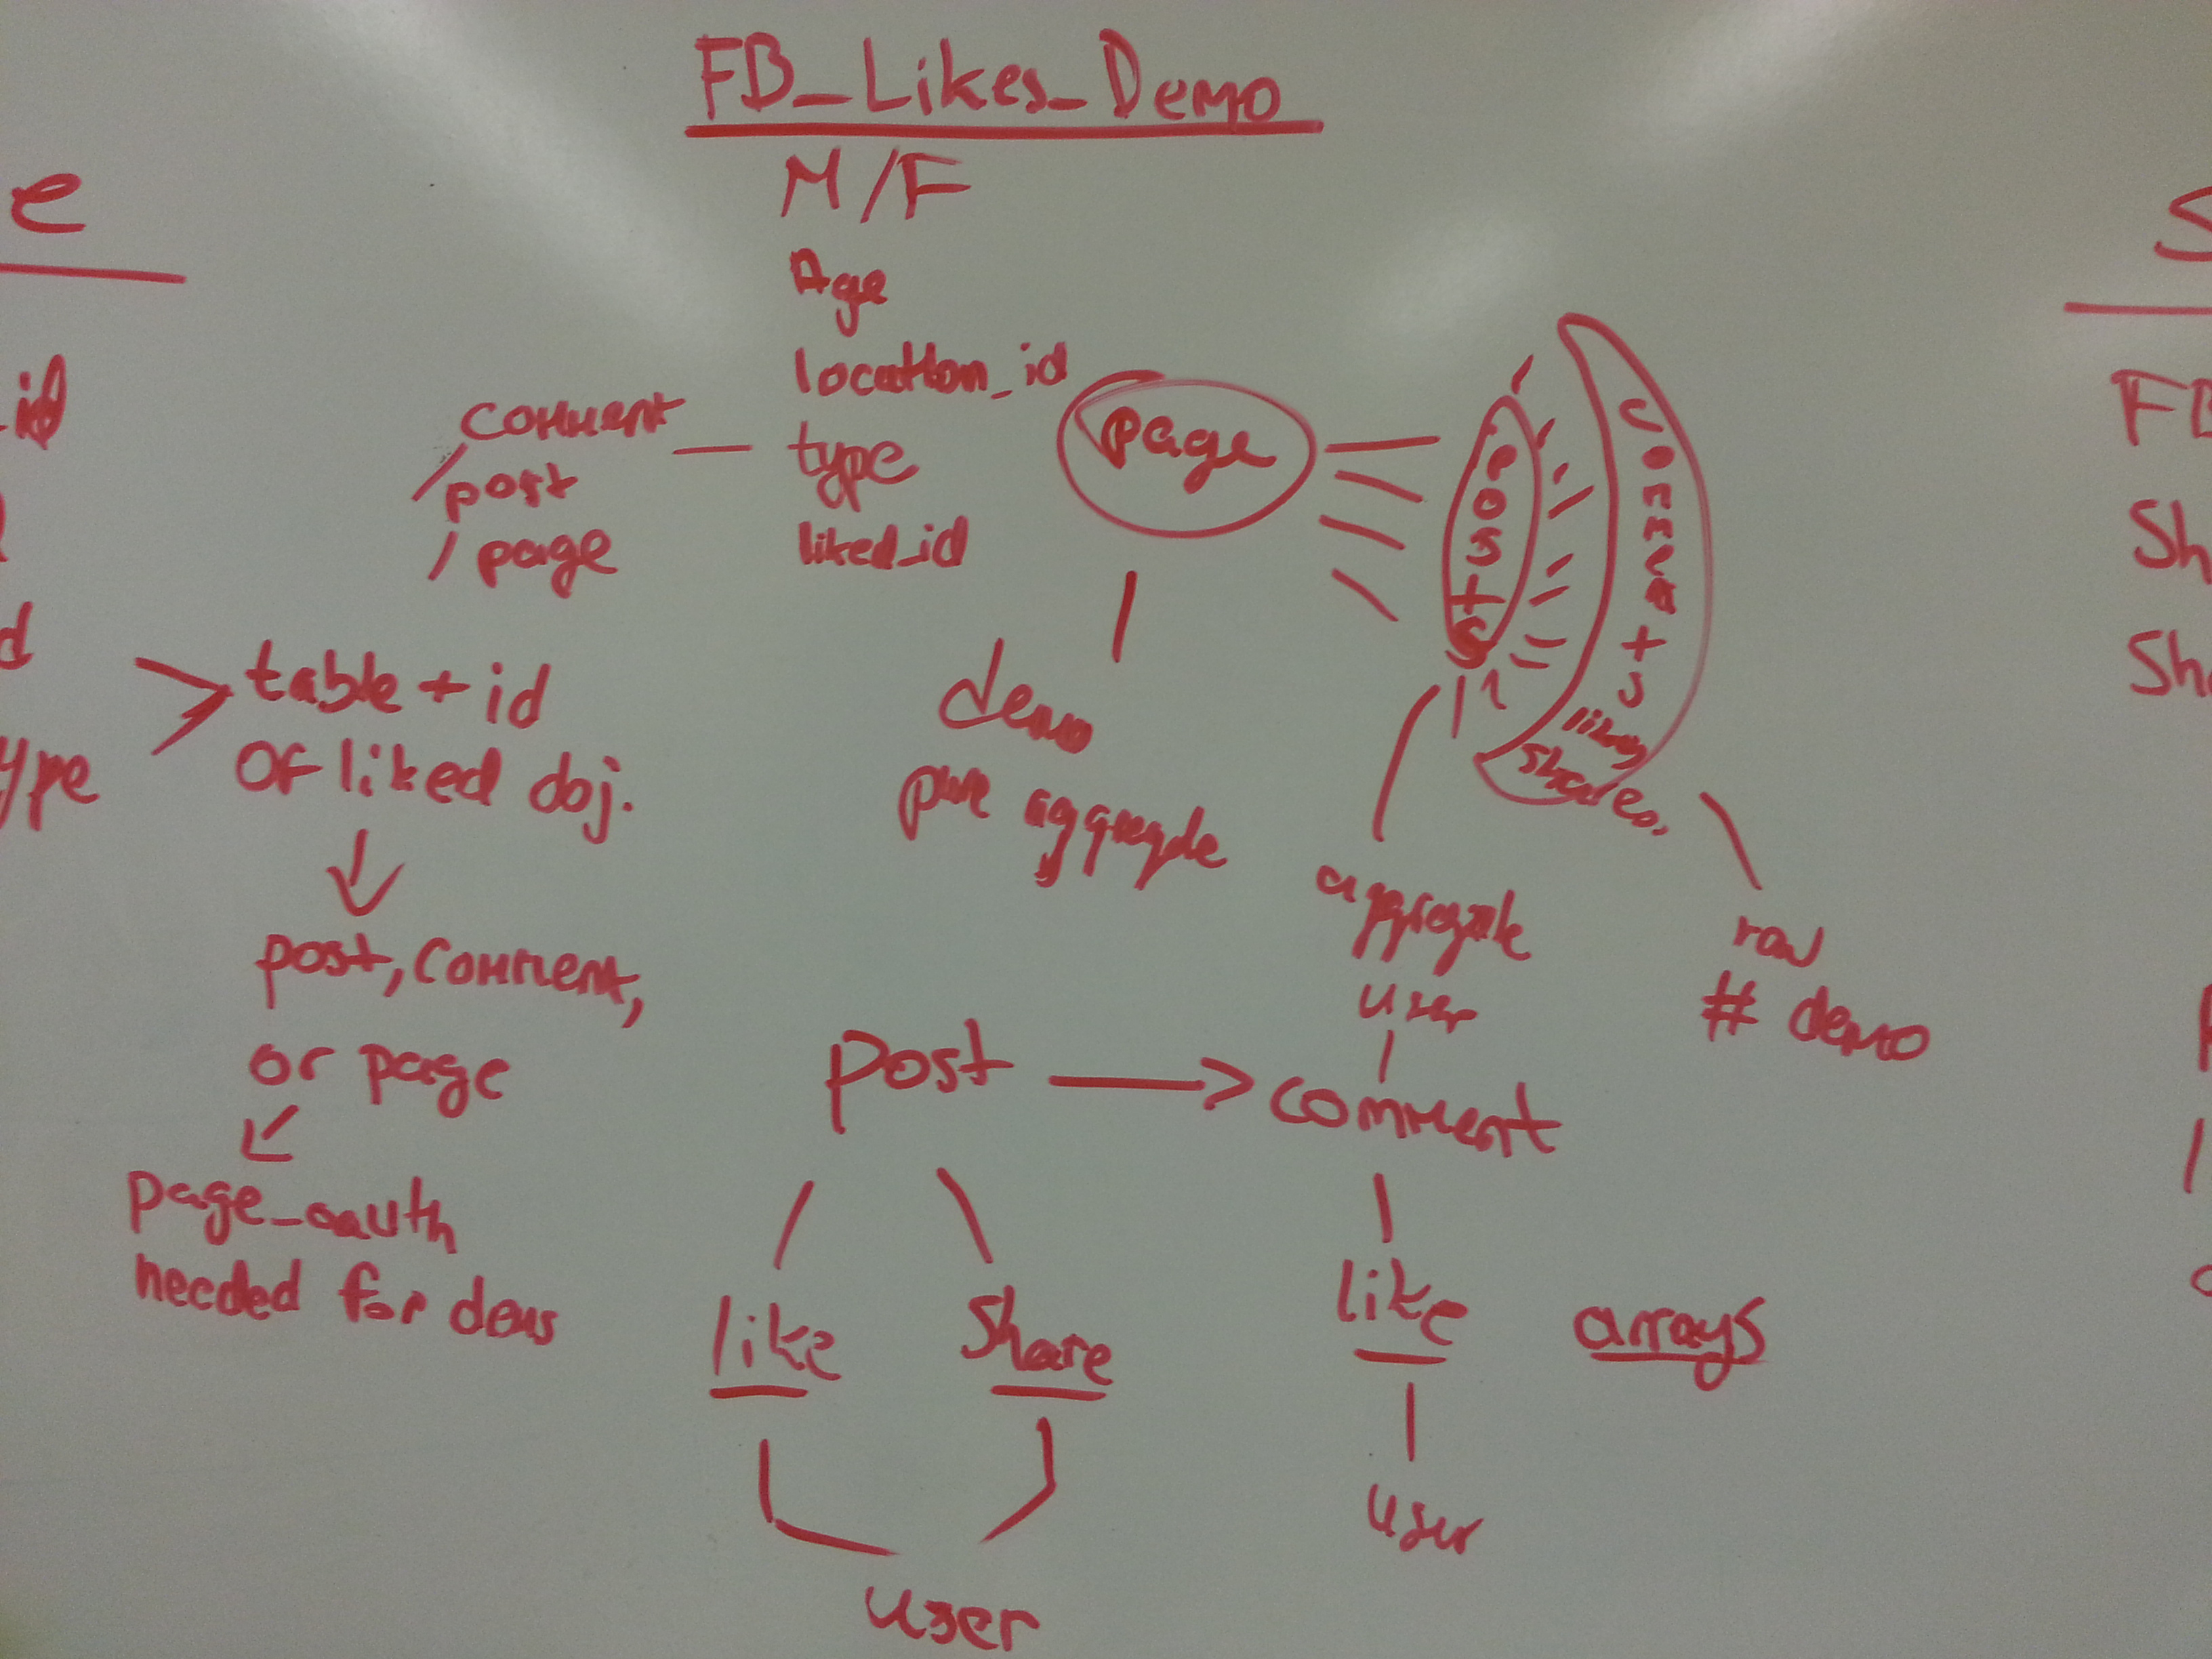 FB_Likes_Demo
M/F
Age
location_id
type
liked_id
comment
/post
/page
page
posts
comments
likes
shares
table + id
of liked obj.
post, comment,
or page
page_oauth
needed for dems
demo
pure aggregate
aggregate
user
raw
# demo
post
comment
like
share
user
like
user
arrays
e
id
d
ype
S
FB
Sh
Sha